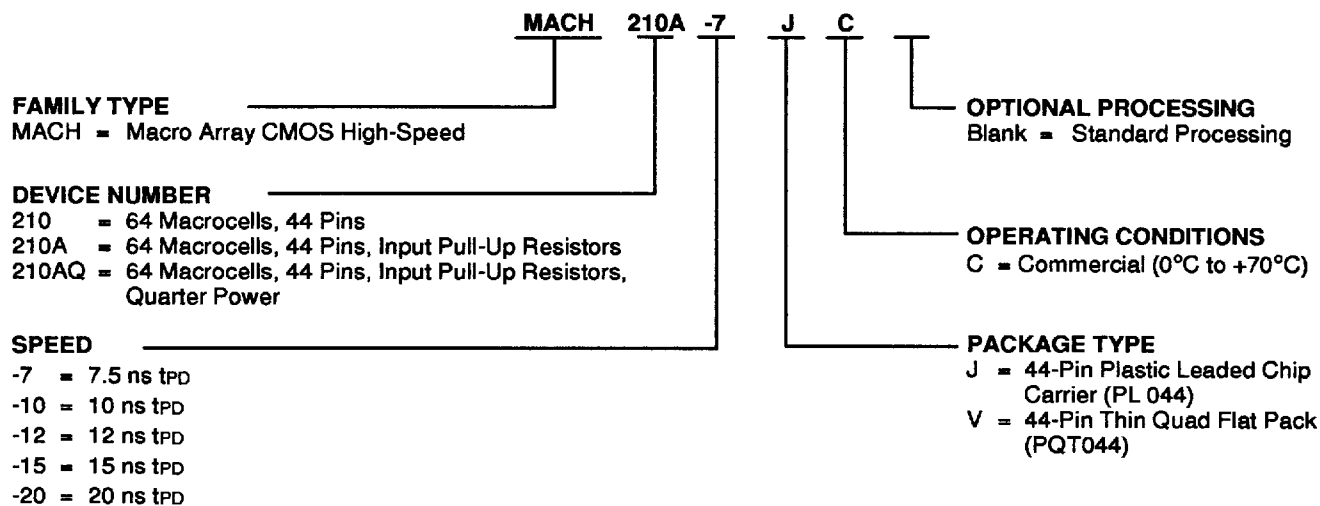 MACH 210A -7 J C
FAMILY TYPE
MACH = Macro Array CMOS High-Speed
DEVICE NUMBER
210 = 64 Macrocells, 44 Pins
210A = 64 Macrocells, 44 Pins, Input Pull-Up Resistors
210AQ = 64 Macrocells, 44 Pins, Input Pull-Up Resistors,
Quarter Power
SPEED
-7 = 7.5 ns tPD
-10 = 10 ns tPD
-12 = 12 ns tPD
-15 = 15 ns tPD
-20 = 20 ns tPD
OPTIONAL PROCESSING
Blank = Standard Processing
OPERATING CONDITIONS
C = Commercial (0°C to +70°C)
PACKAGE TYPE
J = 44-Pin Plastic Leaded Chip
Carrier (PL 044)
V = 44-Pin Thin Quad Flat Pack
(PQT044)